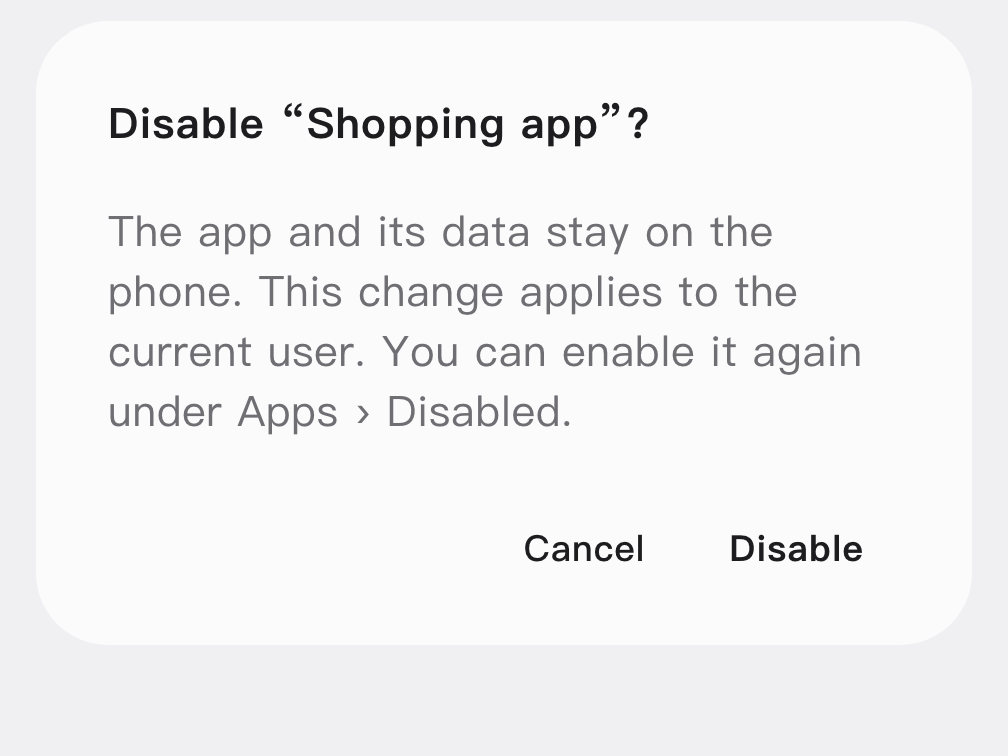 Disable “Shopping app”?
The app and its data stay on the
phone. This change applies to the
current user. You can enable it again
under Apps › Disabled.
Cancel Disable